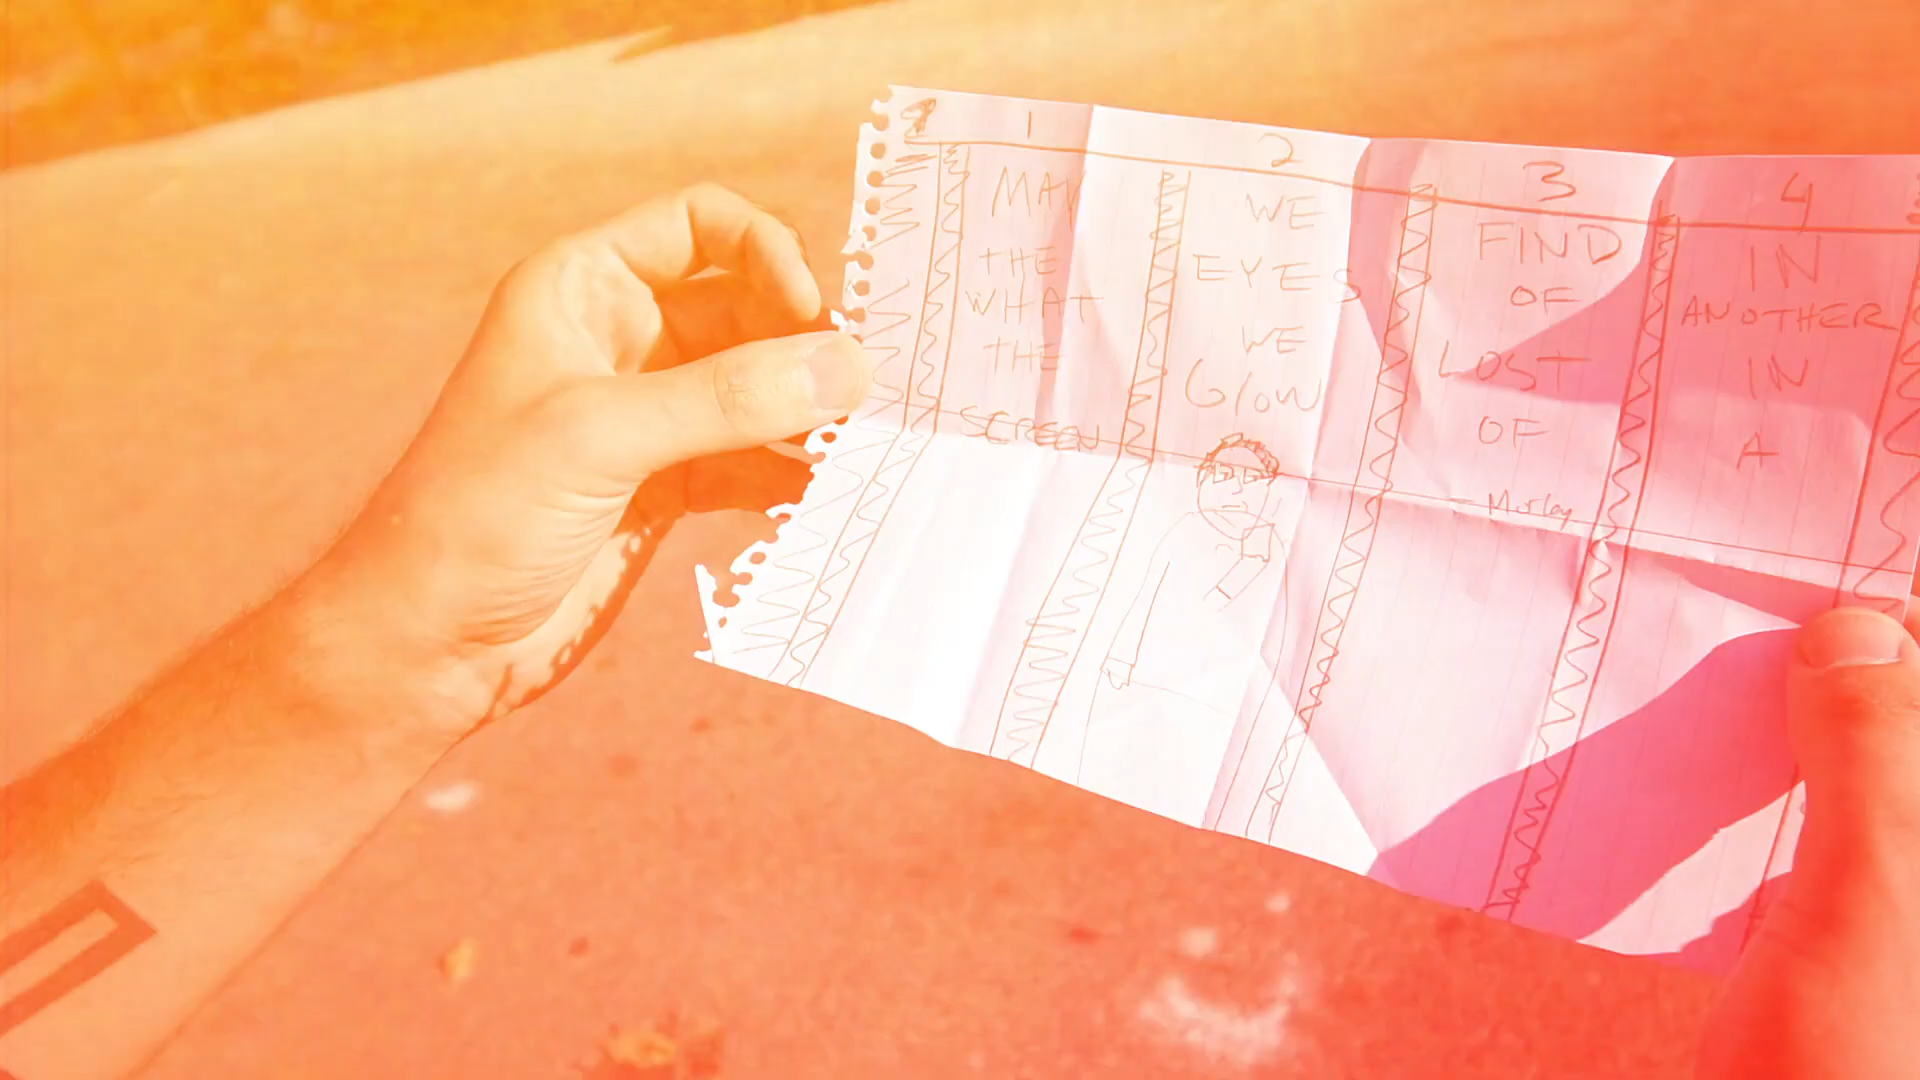 1 2 3 4
MAY WE FIND IN
THE EYES OF ANOTHER
WHAT WE LOST IN
THE GLOW OF A
SCREEN
- Morley